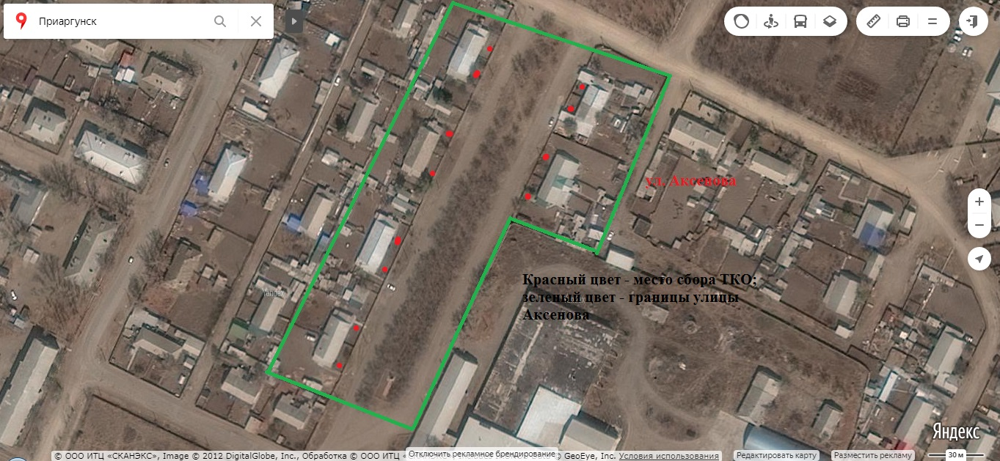 Приаргунск
ул. Аксенова
Красный цвет - место сбора ТКО;
зеленый цвет - границы улицы
Аксенова
Yandex
Яндекс
© ООО ИТЦ «СКАНЭКС», Image © 2012 DigitalGlobe, Inc., Обработка © ООО ИТЦ «
Отключить рекламное брендирование
GeoEye, Inc. Условия использования
Редактировать карту
Разместить рекламу
30 м